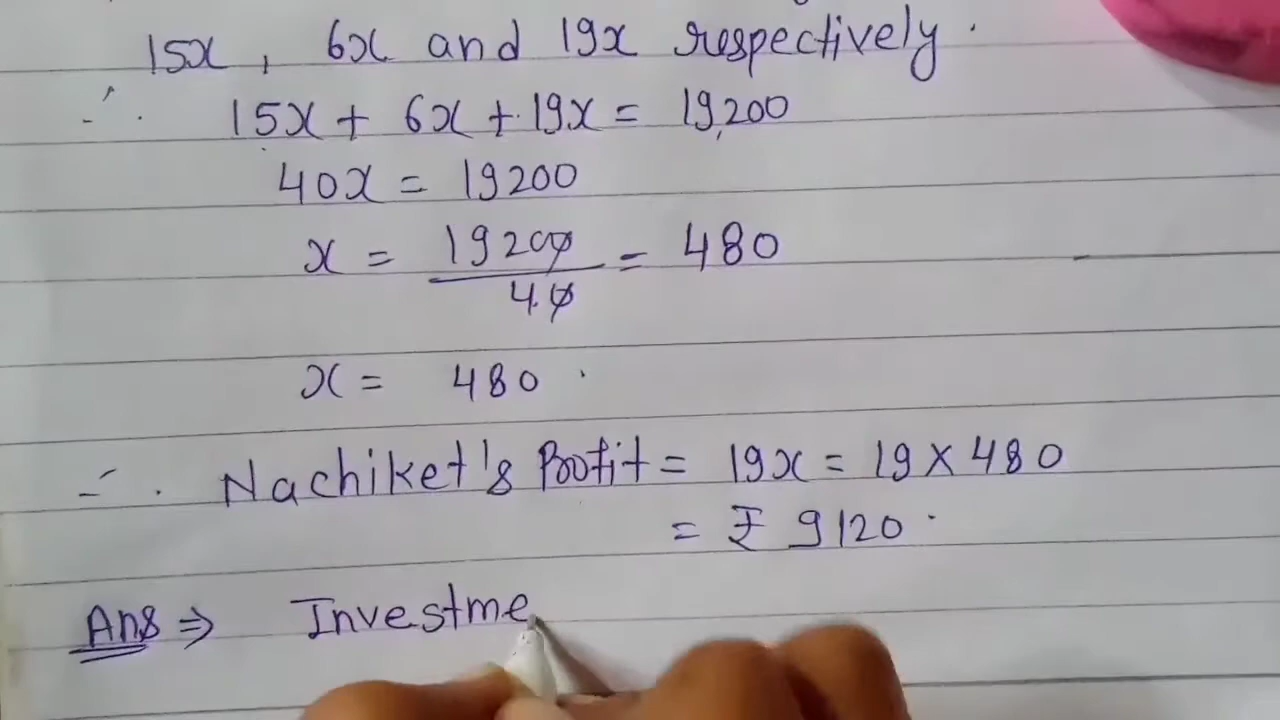 15x, 6x and 19x respectively.
∴ 15x + 6x + 19x = 19,200
40x = 19200
x = 19200/40 = 480
x = 480.
∴ Nachiket's Profit = 19x = 19 × 480
= ₹ 9120.
Ans ⇒ Investme